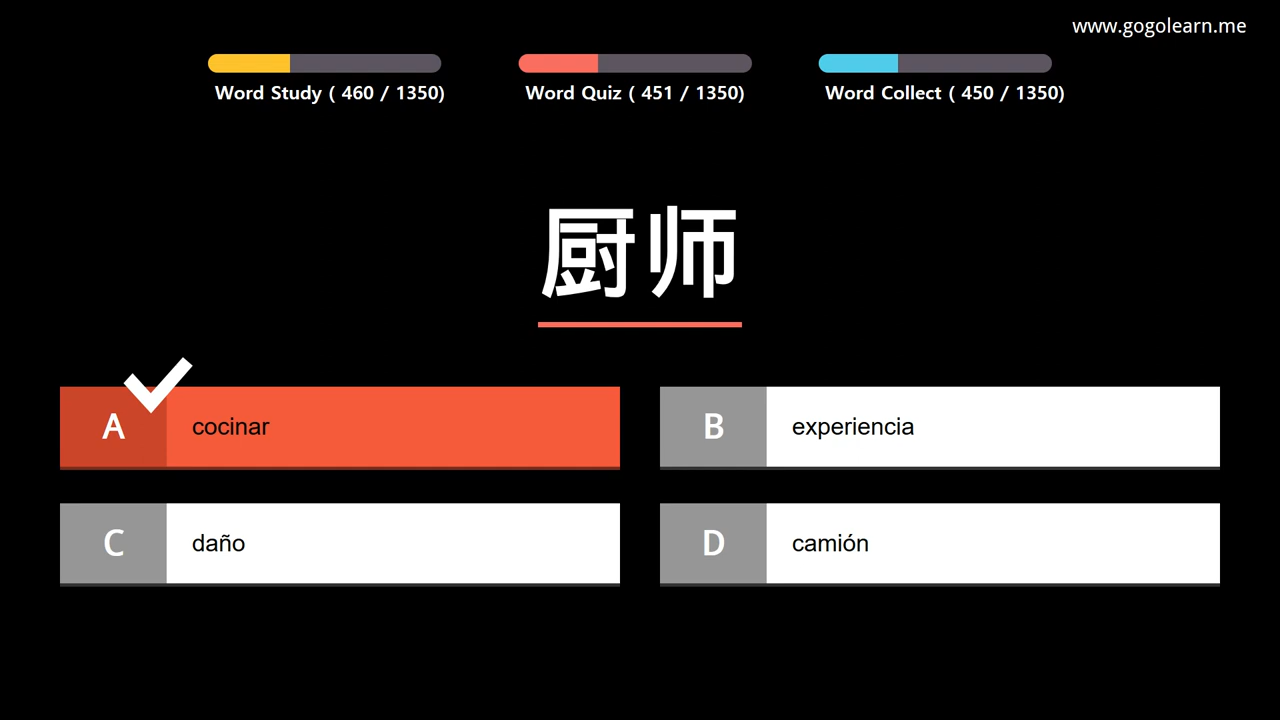 www.gogolearn.me
Word Study ( 460 / 1350)
Word Quiz ( 451 / 1350)
Word Collect ( 450 / 1350)
厨师
A cocinar
B experiencia
C daño
D camión